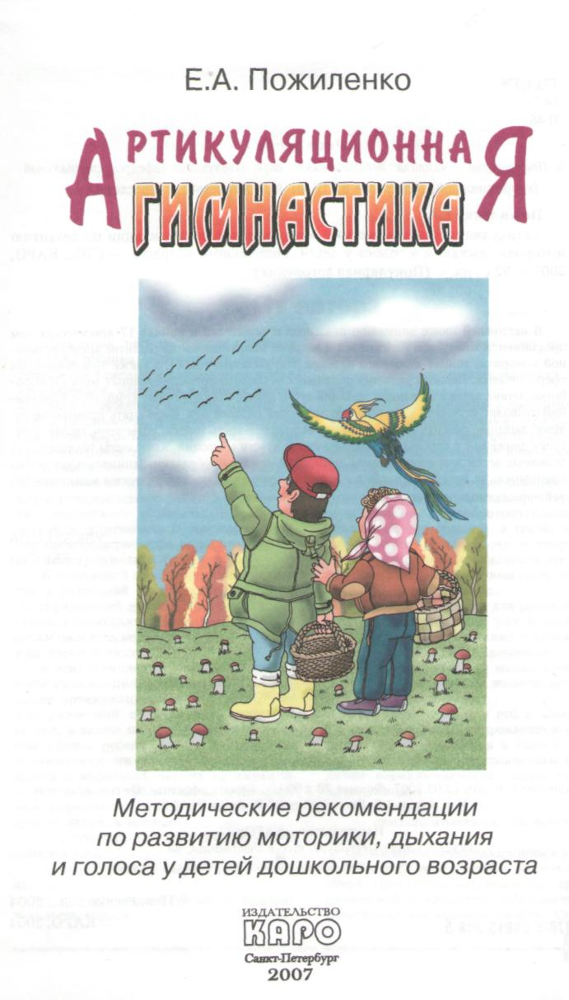 Е.А. Пожиленко
АРТИКУЛЯЦИОННАЯ
ГИМНАСТИКА
Методические рекомендации
по развитию моторики, дыхания
и голоса у детей дошкольного возраста
ИЗДАТЕЛЬСТВО
КАРО
Санкт-Петербург
2007